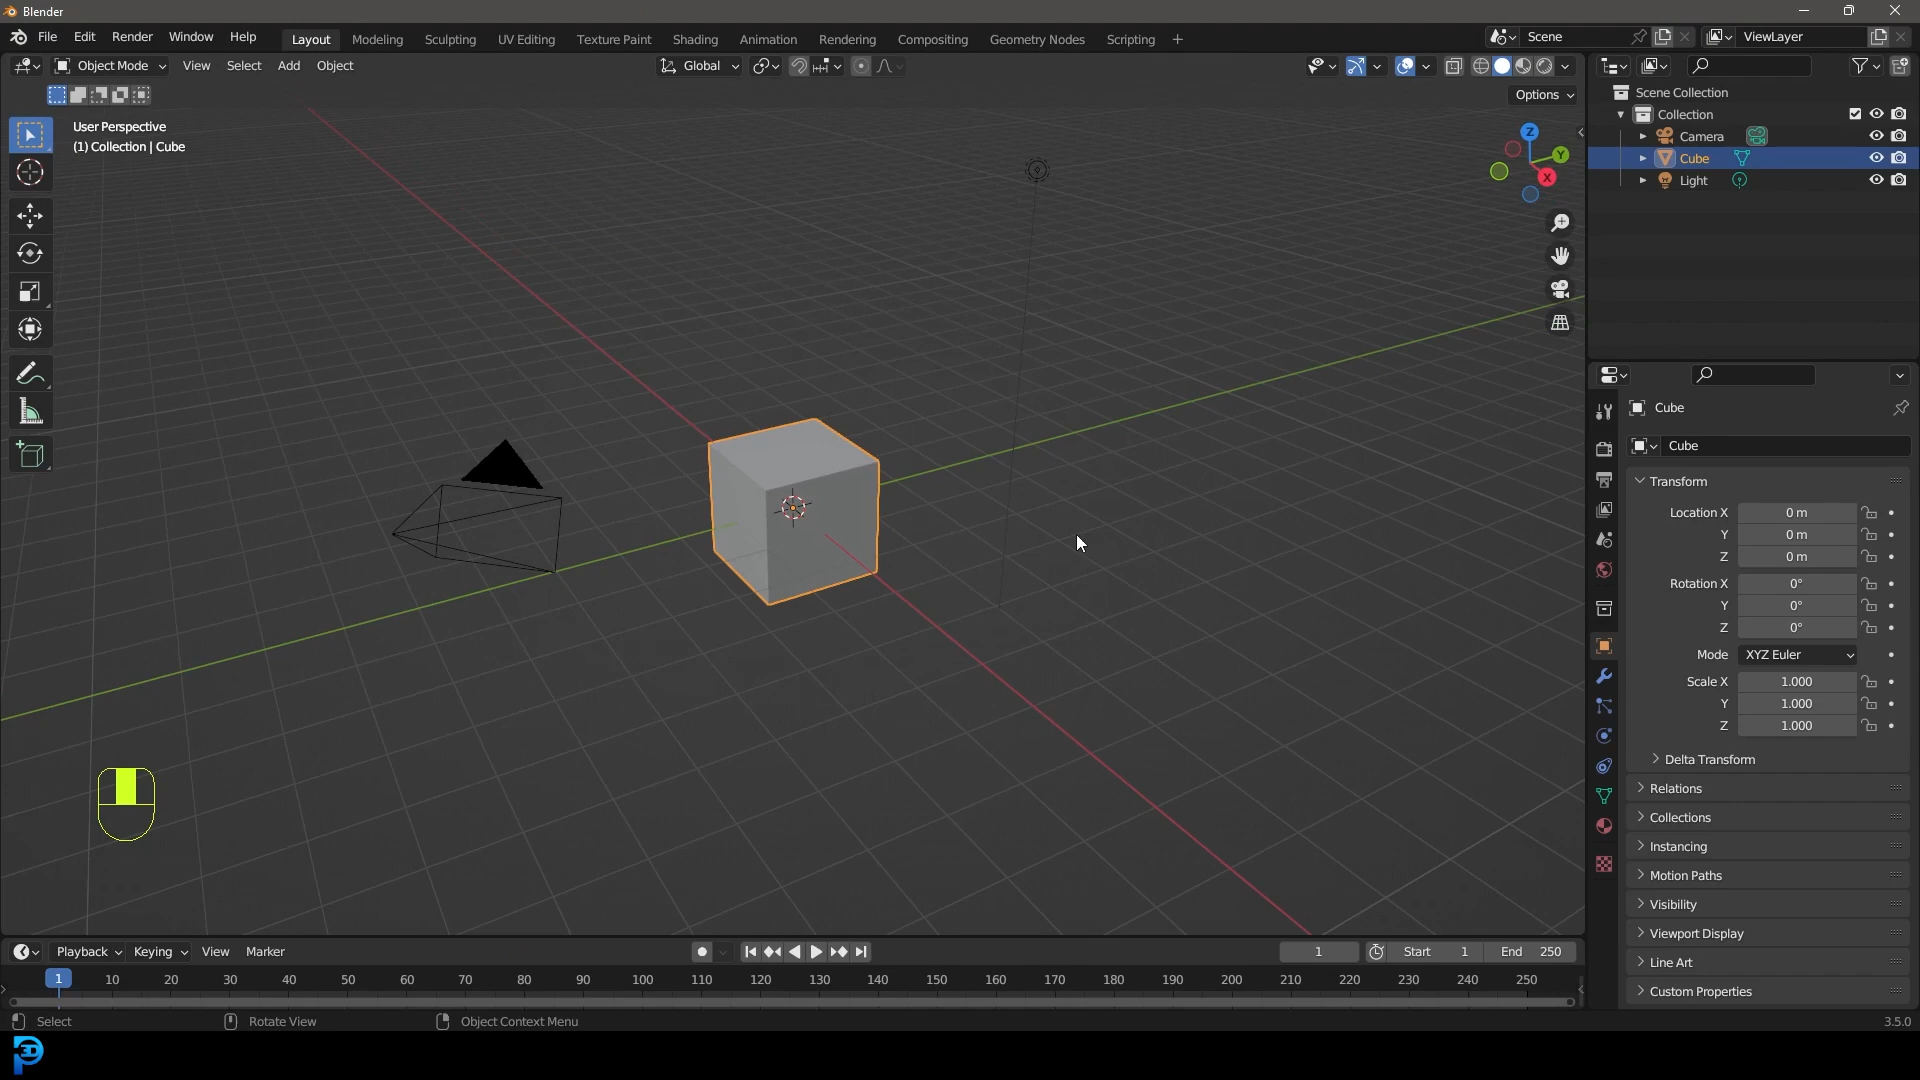 Blender
File Edit Render Window Help Layout Modeling Sculpting UV Editing Texture Paint Shading Animation Rendering Compositing Geometry Nodes Scripting + Scene ViewLayer
Object Mode View Select Add Object Global
Options
User Perspective
(1) Collection | Cube
Z
Y
X
Scene Collection
Collection
Camera
Cube
Light
Cube
Cube
Transform
Location X 0 m
Y 0 m
Z 0 m
Rotation X 0°
Y 0°
Z 0°
Mode XYZ Euler
Scale X 1.000
Y 1.000
Z 1.000
Delta Transform
Relations
Collections
Instancing
Motion Paths
Visibility
Viewport Display
Line Art
Custom Properties
Playback Keying View Marker 1 Start 1 End 250
1 10 20 30 40 50 60 70 80 90 100 110 120 130 140 150 160 170 180 190 200 210 220 230 240 250
Select Rotate View Object Context Menu 3.5.0
P3D